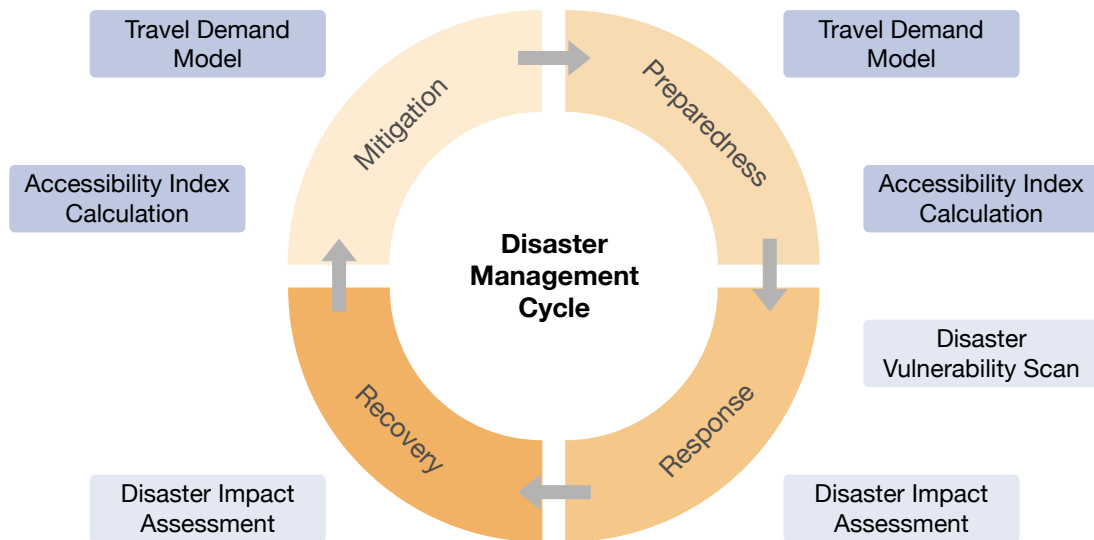 Travel Demand
Model
Travel Demand
Model
Mitigation
Preparedness
Accessibility Index
Calculation
Accessibility Index
Calculation
Disaster
Management
Cycle
Disaster
Vulnerability Scan
Recovery
Response
Disaster Impact
Assessment
Disaster Impact
Assessment